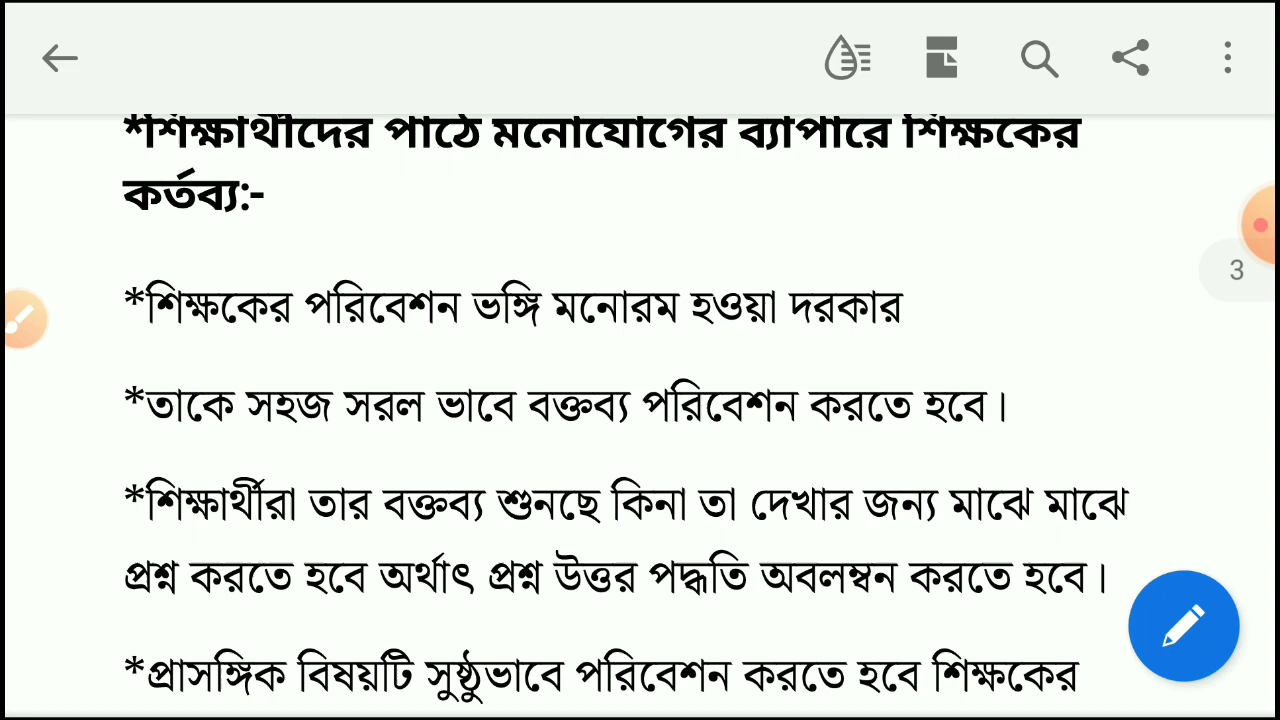 *শিক্ষার্থীদের পাঠে মনোযোগের ব্যাপারে শিক্ষকের
কর্তব্য:-
3
*শিক্ষকের পরিবেশন ভঙ্গি মনোরম হওয়া দরকার
*তাকে সহজ সরল ভাবে বক্তব্য পরিবেশন করতে হবে।
*শিক্ষার্থীরা তার বক্তব্য শুনছে কিনা তা দেখার জন্য মাঝে মাঝে
প্রশ্ন করতে হবে অর্থাৎ প্রশ্ন উত্তর পদ্ধতি অবলম্বন করতে হবে।
*প্রাসঙ্গিক বিষয়টি সুষ্ঠুভাবে পরিবেশন করতে হবে শিক্ষকের